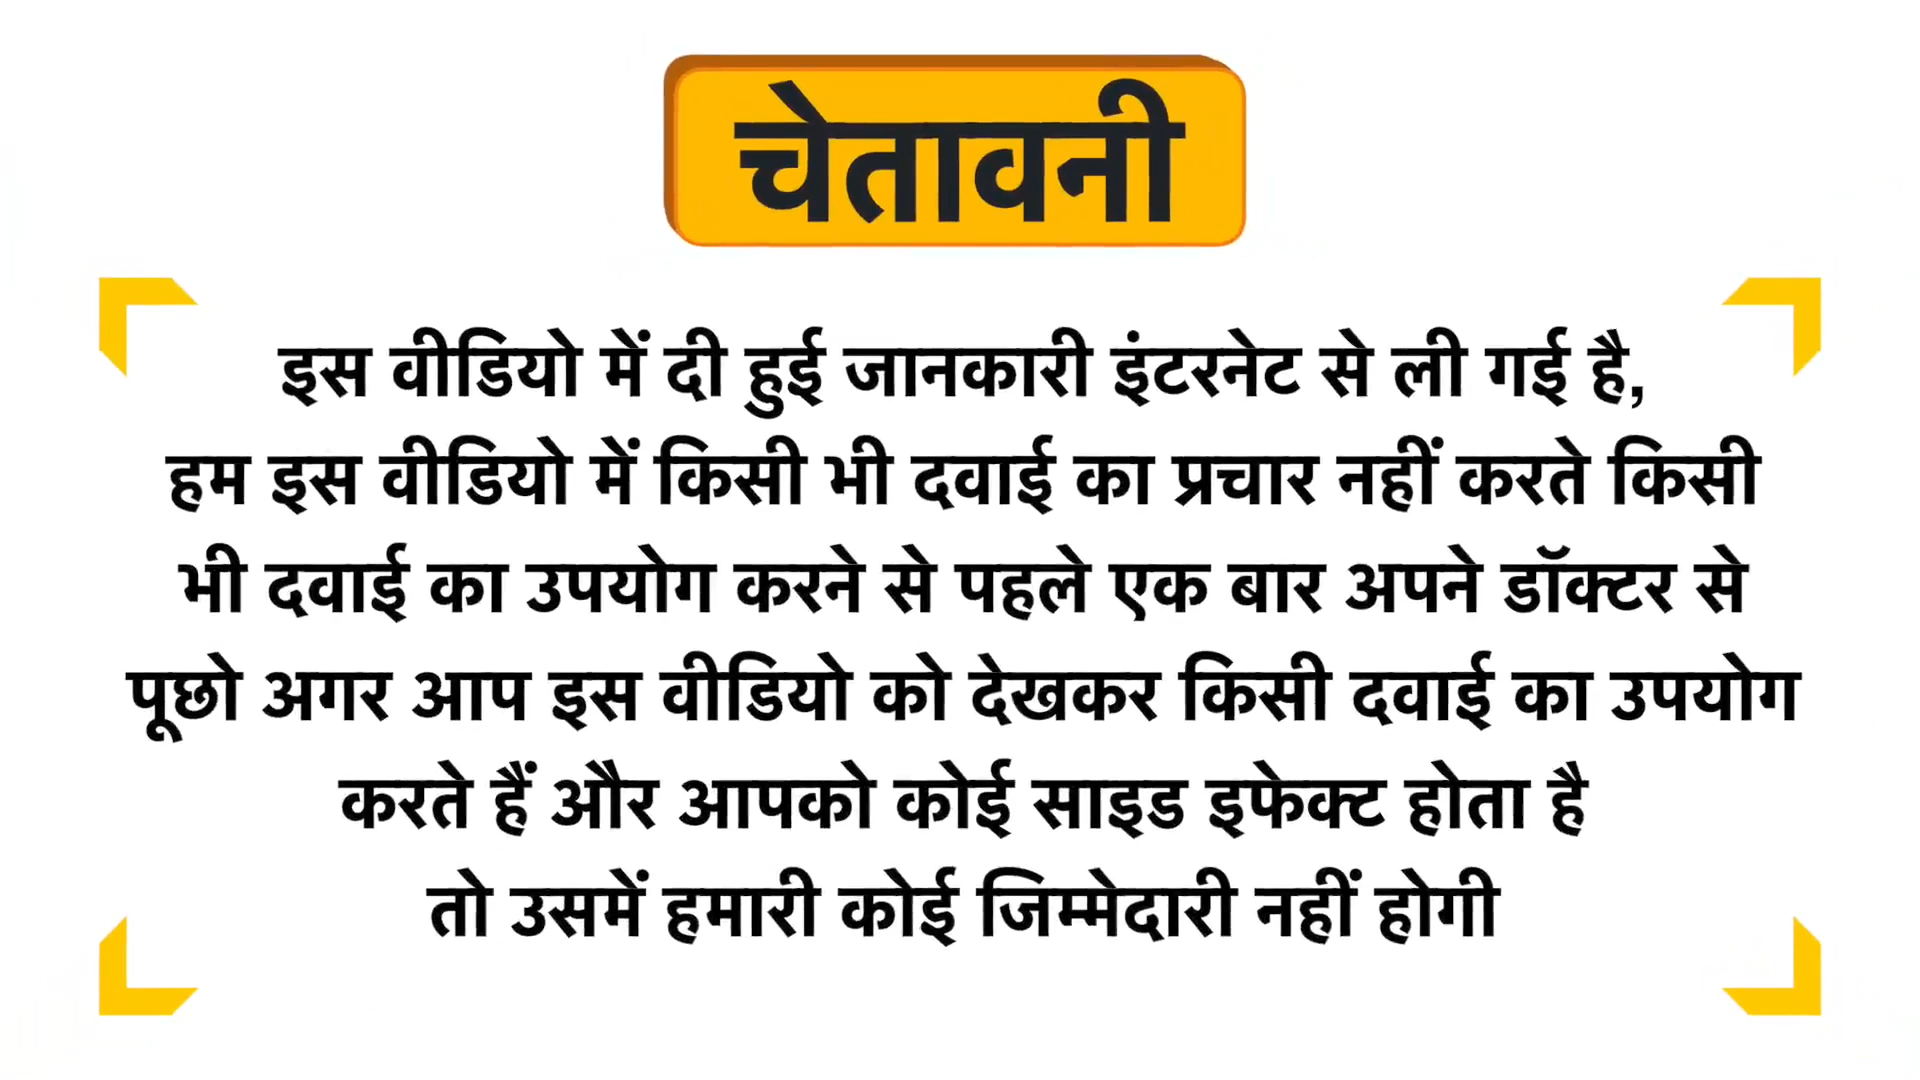 चेतावनी
इस वीडियो में दी हुई जानकारी इंटरनेट से ली गई है,
हम इस वीडियो में किसी भी दवाई का प्रचार नहीं करते किसी
भी दवाई का उपयोग करने से पहले एक बार अपने डॉक्टर से
पूछो अगर आप इस वीडियो को देखकर किसी दवाई का उपयोग
करते हैं और आपको कोई साइड इफेक्ट होता है
तो उसमें हमारी कोई जिम्मेदारी नहीं होगी